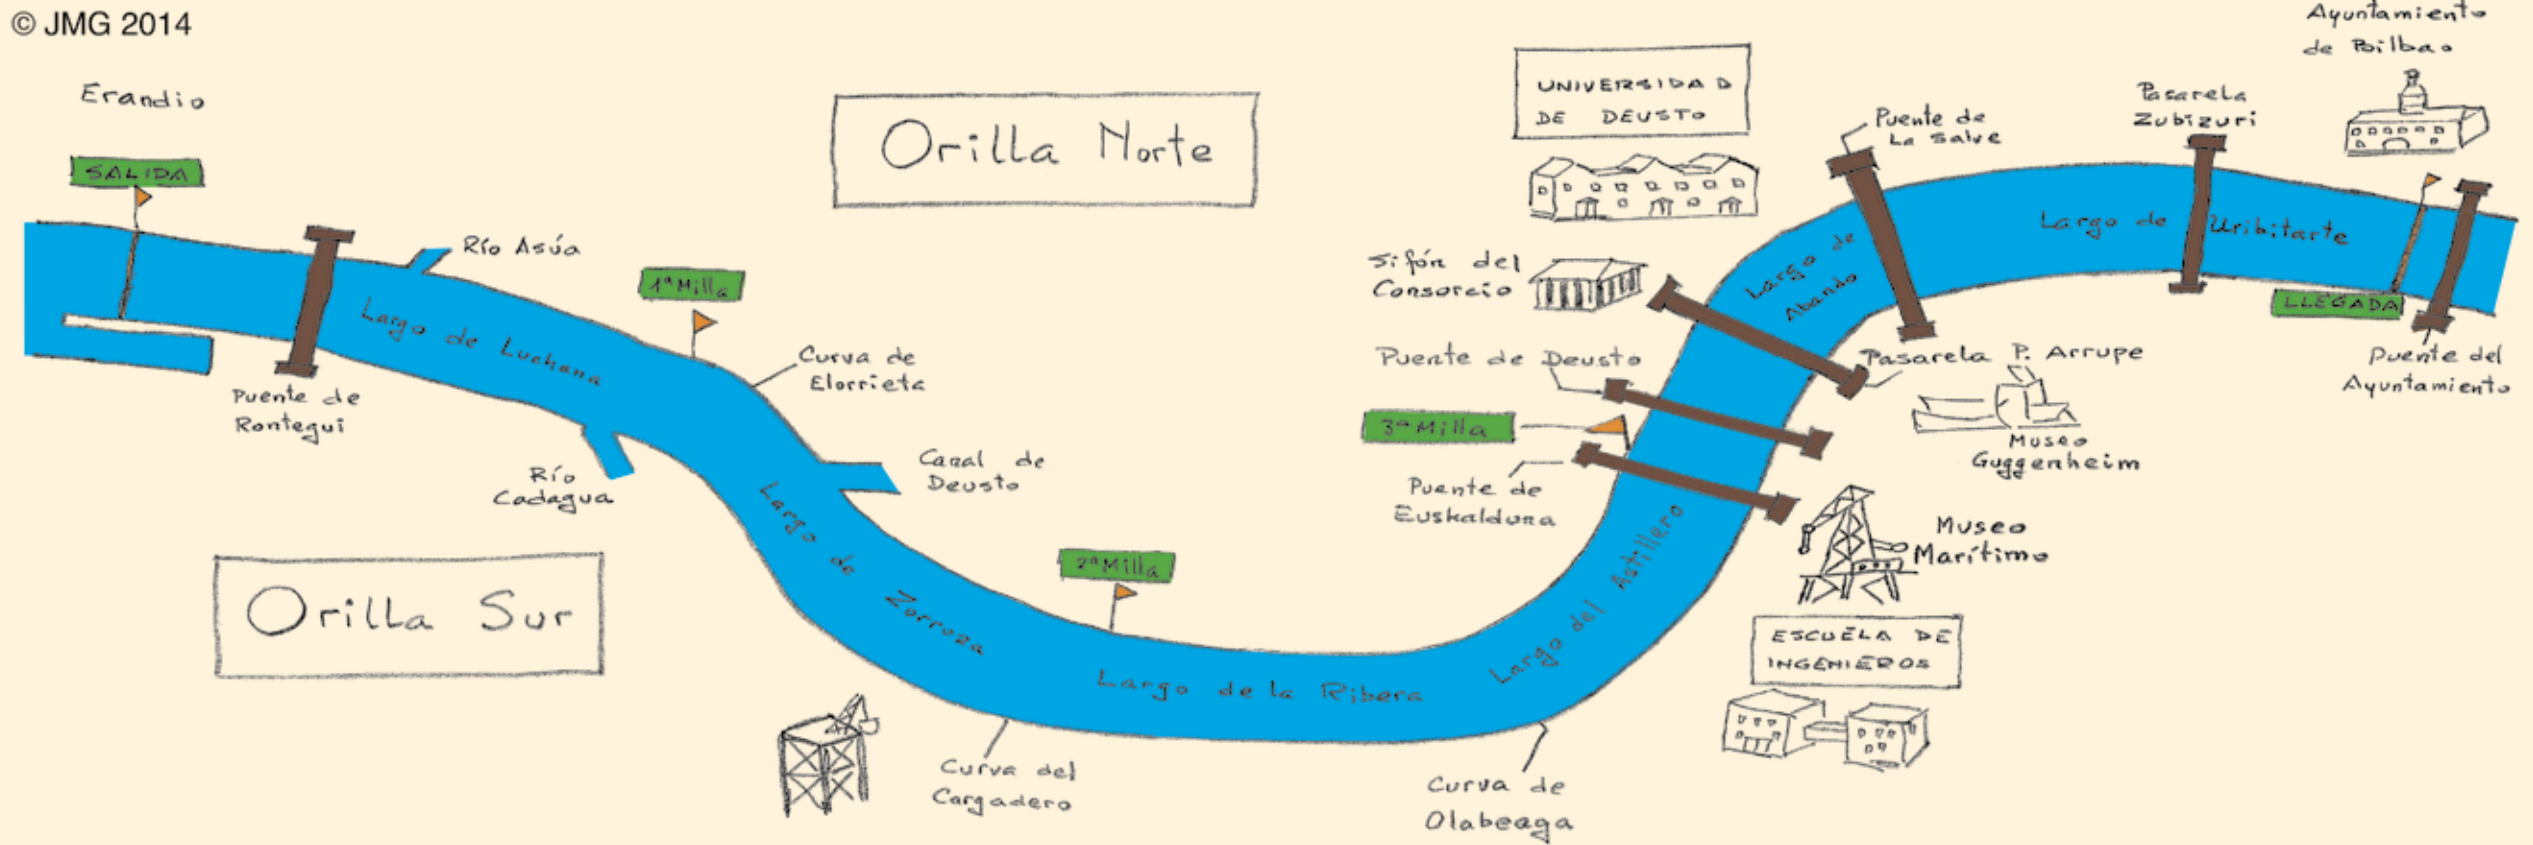 © JMG 2014
Erandio
SALIDA
Puente de
Rontegui
Río Asúa
Largo de Luchana
1ª Milla
Curva de
Elorrieta
Río
Cadagua
Canal de
Deusto
Orilla Norte
Orilla Sur
Largo de Zorroza
2ª Milla
Curva del
Cargadero
Largo de la Ribera
Curva de
Olabeaga
Largo del Astillero
ESCUELA DE
INGENIEROS
Museo
Marítimo
Puente de
Euskalduna
3ª Milla
Puente de Deusto
Sifón del
Consorcio
UNIVERSIDAD
DE DEUSTO
Pasarela P. Arrupe
Museo
Guggenheim
Largo de
Abando
Puente de
La Salve
Largo de Uribitarte
Pasarela
Zubizuri
Ayuntamiento
de Bilbao
LLEGADA
Puente del
Ayuntamiento